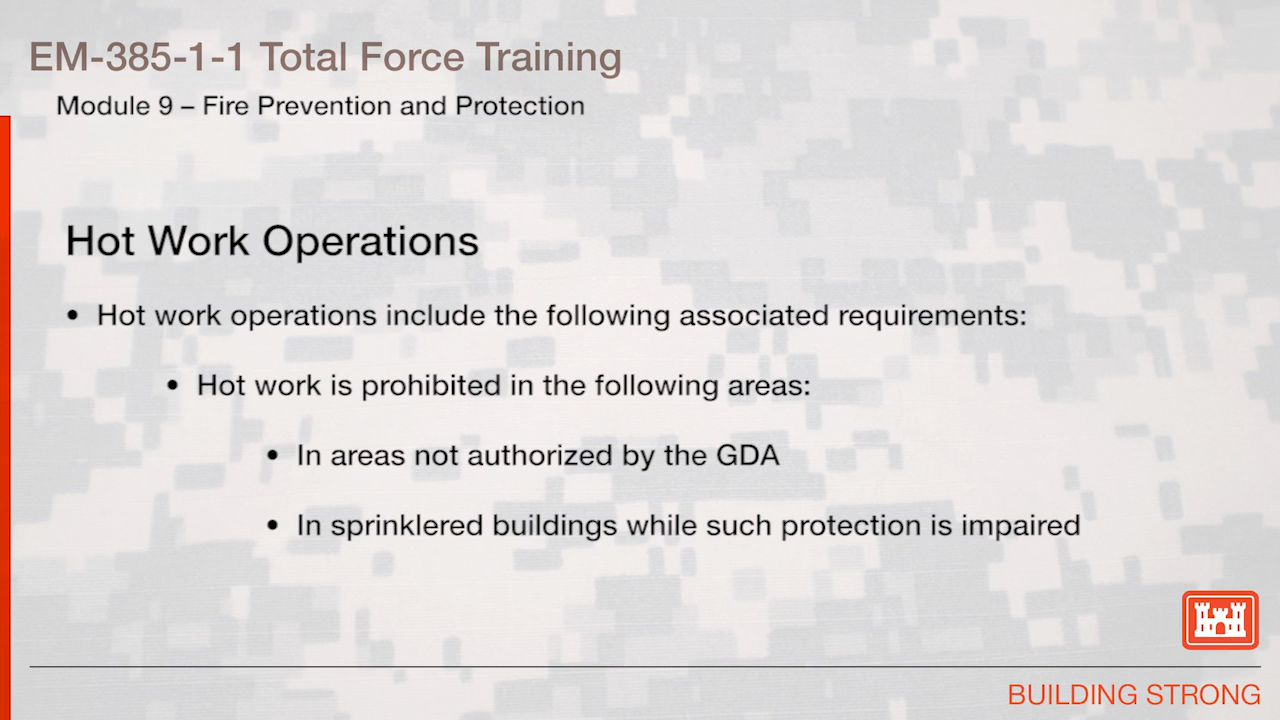 EM-385-1-1 Total Force Training
Module 9 – Fire Prevention and Protection
Hot Work Operations
• Hot work operations include the following associated requirements:
• Hot work is prohibited in the following areas:
• In areas not authorized by the GDA
• In sprinklered buildings while such protection is impaired
BUILDING STRONG